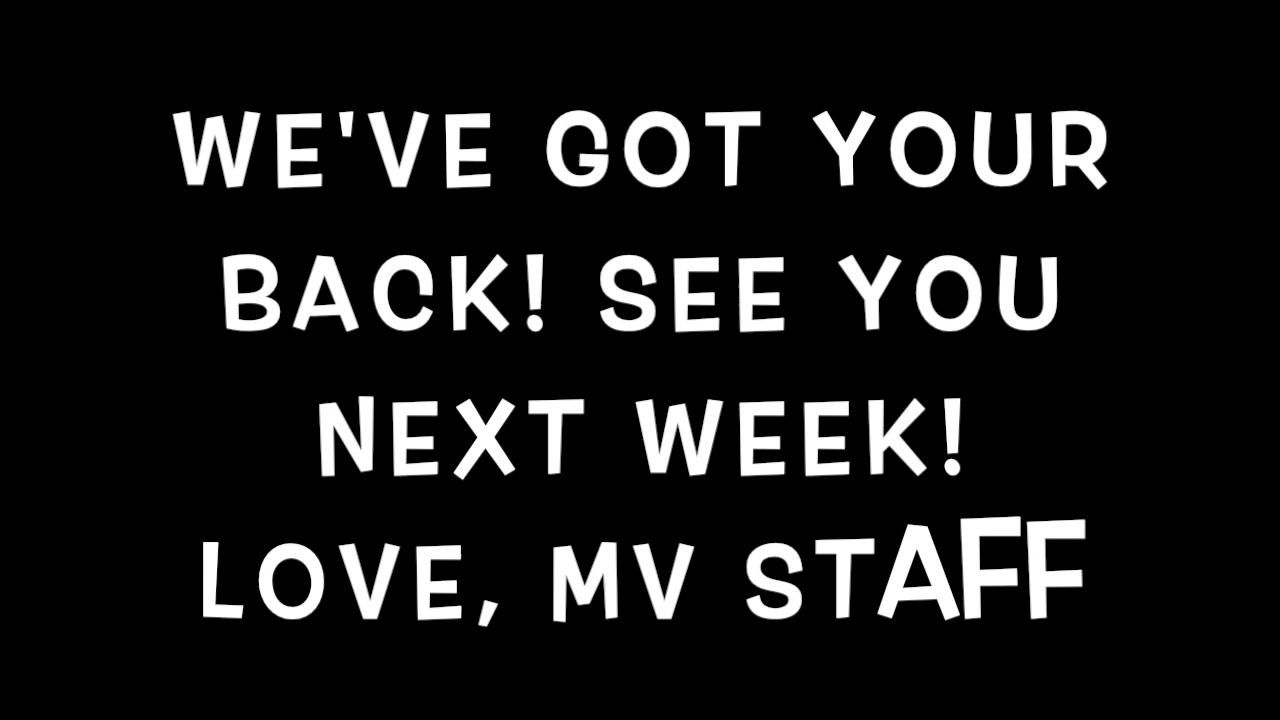 WE'VE GOT YOUR
BACK! SEE YOU
NEXT WEEK!
LOVE, MV STAFF